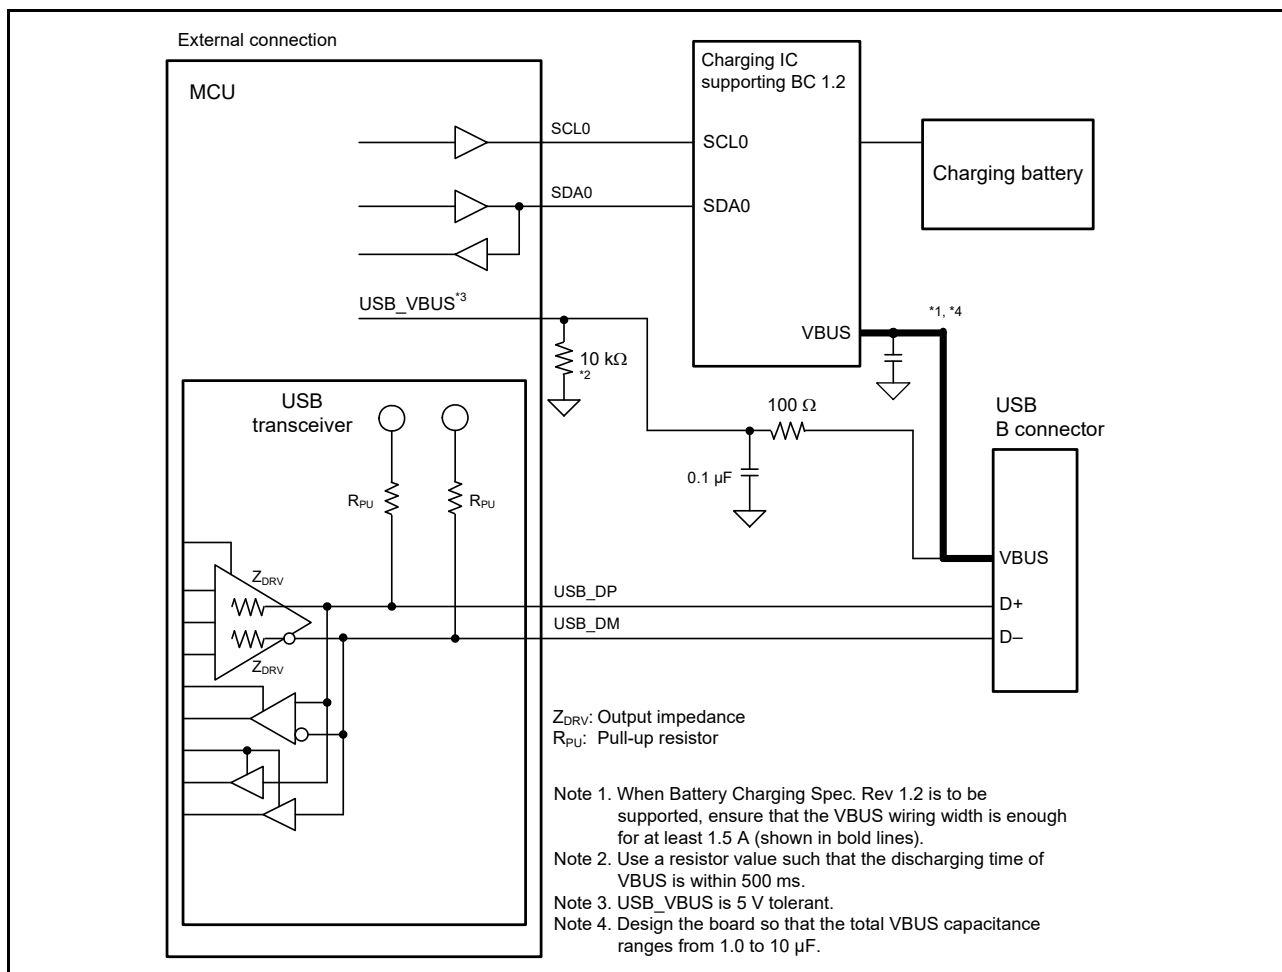 External connection
MCU
Charging IC
supporting BC 1.2
SCL0
SCL0
Charging battery
SDA0
SDA0
USB_VBUS*3
*1, *4
VBUS
10 kΩ
*2
USB
transceiver
100 Ω
USB
B connector
RPU
RPU
0.1 µF
VBUS
ZDRV
USB_DP
D+
USB_DM
D–
ZDRV
ZDRV: Output impedance
RPU: Pull-up resistor
Note 1. When Battery Charging Spec. Rev 1.2 is to be
supported, ensure that the VBUS wiring width is enough
for at least 1.5 A (shown in bold lines).
Note 2. Use a resistor value such that the discharging time of
VBUS is within 500 ms.
Note 3. USB_VBUS is 5 V tolerant.
Note 4. Design the board so that the total VBUS capacitance
ranges from 1.0 to 10 µF.